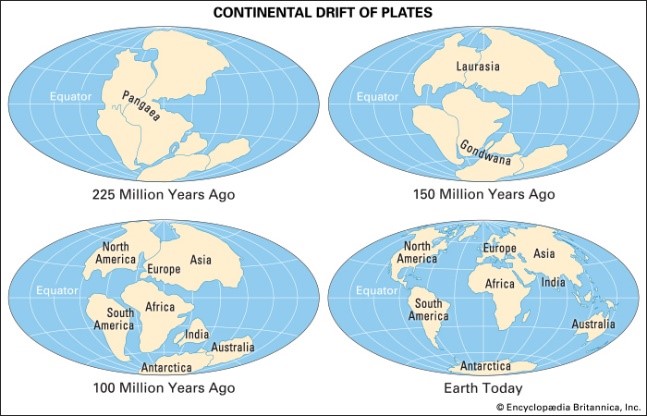 CONTINENTAL DRIFT OF PLATES
Equator
Pangaea
225 Million Years Ago
Laurasia
Equator
Gondwana
150 Million Years Ago
North
America
Asia
Europe
Equator
Africa
South
America
India
Australia
Antarctica
100 Million Years Ago
North
America
Europe
Asia
India
Equator
Africa
South
America
Australia
Antarctica
Earth Today
© Encyclopædia Britannica, Inc.